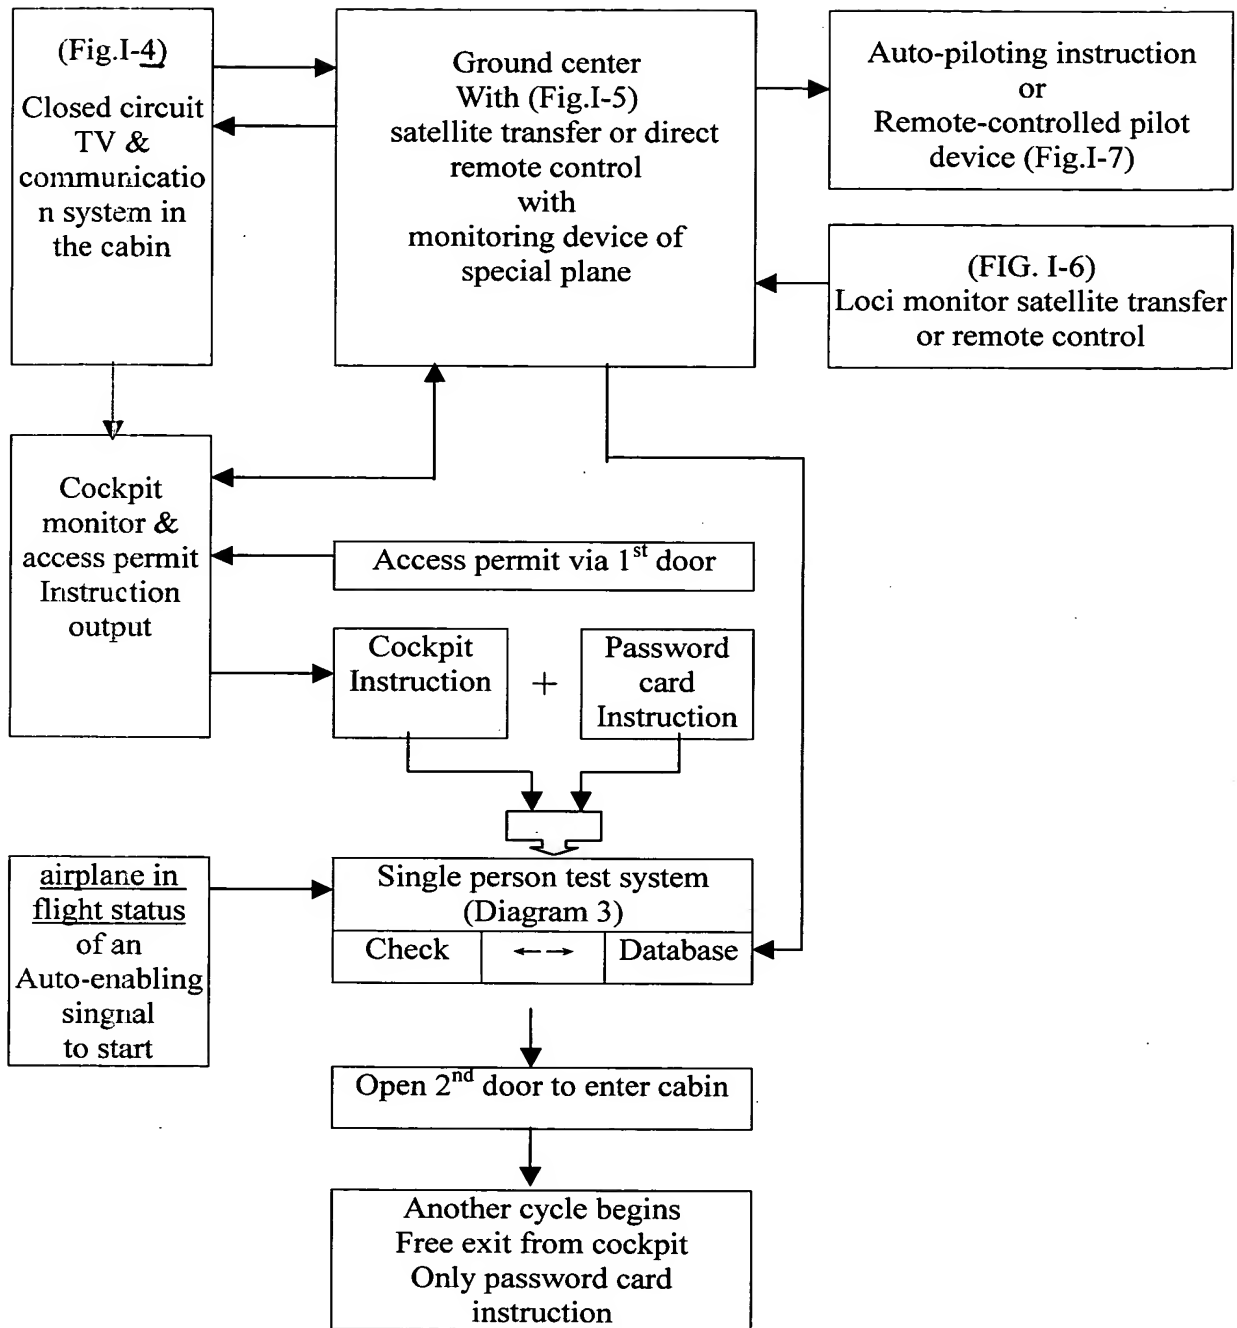 (Fig.I-4)
Closed circuit
TV &
communicatio
n system in
the cabin
Ground center
With (Fig.I-5)
satellite transfer or direct
remote control
with
monitoring device of
special plane
Auto-piloting instruction
or
Remote-controlled pilot
device (Fig.I-7)
(FIG. I-6)
Loci monitor satellite transfer
or remote control
Cockpit
monitor &
access permit
Instruction
output
Access permit via 1st door
Cockpit
Instruction
+
Password
card
Instruction
airplane in
flight status
of an
Auto-enabling
singnal
to start
Single person test system
(Diagram 3)
Check
Database
Open 2nd door to enter cabin
Another cycle begins
Free exit from cockpit
Only password card
instruction